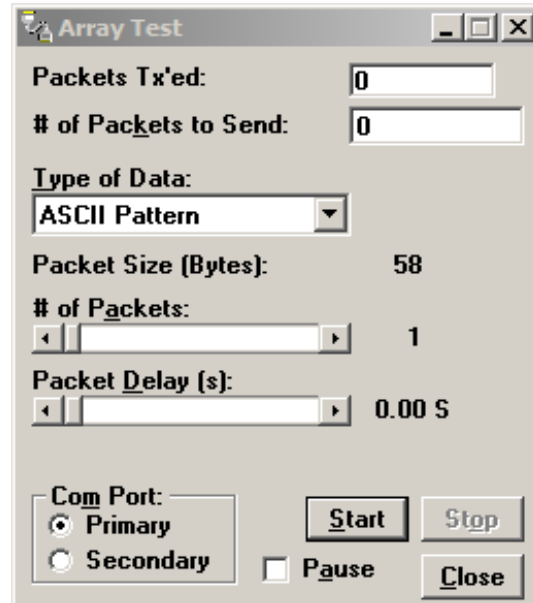 Array Test
Packets Tx'ed: 0
# of Packets to Send: 0
Type of Data:
ASCII Pattern
Packet Size (Bytes): 58
# of Packets:
1
Packet Delay (s):
0.00 S
Com Port:
Primary
Secondary
Start
Stop
Pause
Close